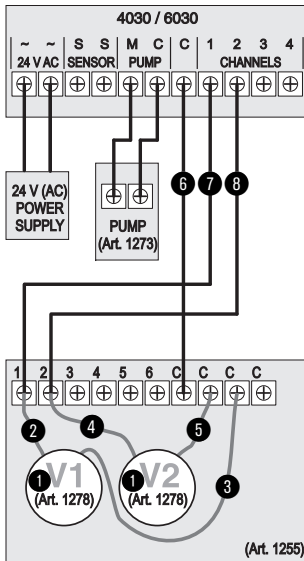 4030 / 6030
~ ~ S S M C C 1 2 3 4
24 V AC SENSOR PUMP CHANNELS
24 V (AC)
POWER
SUPPLY
PUMP
(Art. 1273)
6 7 8
1 2 3 4 5 6 C C C C
2 4 5
1 V1 1 V2 3
(Art. 1278) (Art. 1278)
(Art. 1255)